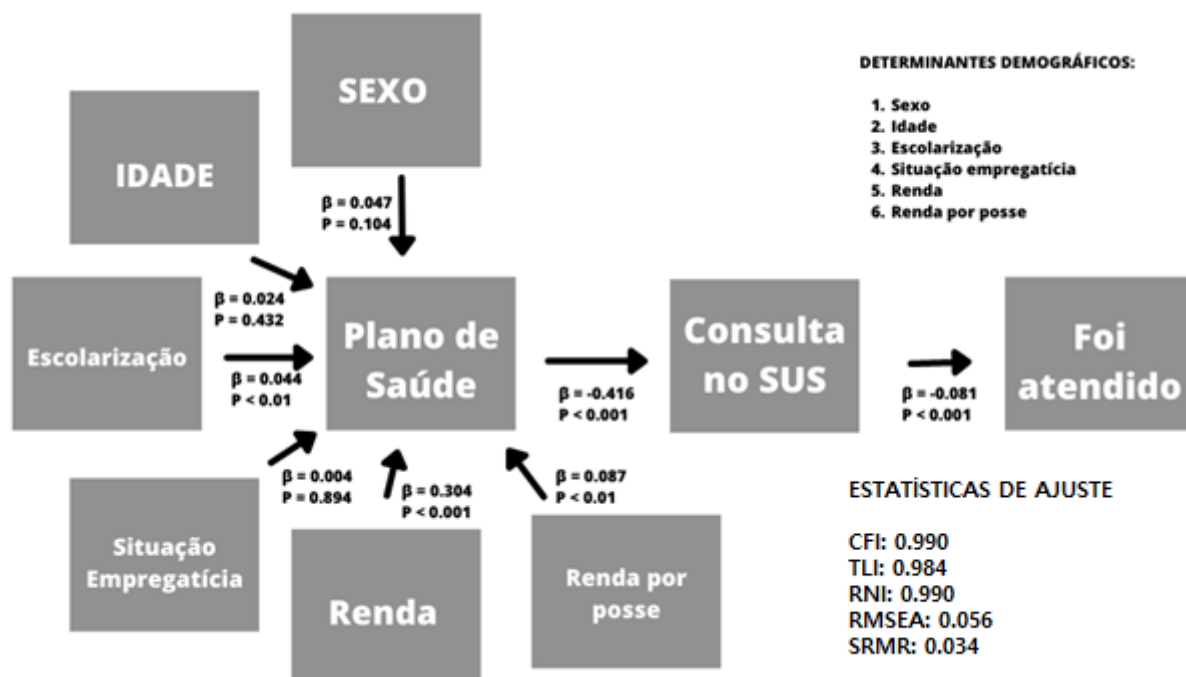 SEXO
DETERMINANTES DEMOGRÁFICOS:
1. Sexo
2. Idade
3. Escolarização
4. Situação empregatícia
5. Renda
6. Renda por posse
IDADE
β = 0.047
P = 0.104
Escolarização
β = 0.024
P = 0.432
β = 0.044
P < 0.01
Plano de
Saúde
β = -0.416
P < 0.001
Consulta
no SUS
β = -0.081
P < 0.001
Foi
atendido
Situação
Empregatícia
β = 0.004
P = 0.894
β = 0.304
P < 0.001
Renda
β = 0.087
P < 0.01
Renda por
posse
ESTATÍSTICAS DE AJUSTE
CFI: 0.990
TLI: 0.984
RNI: 0.990
RMSEA: 0.056
SRMR: 0.034